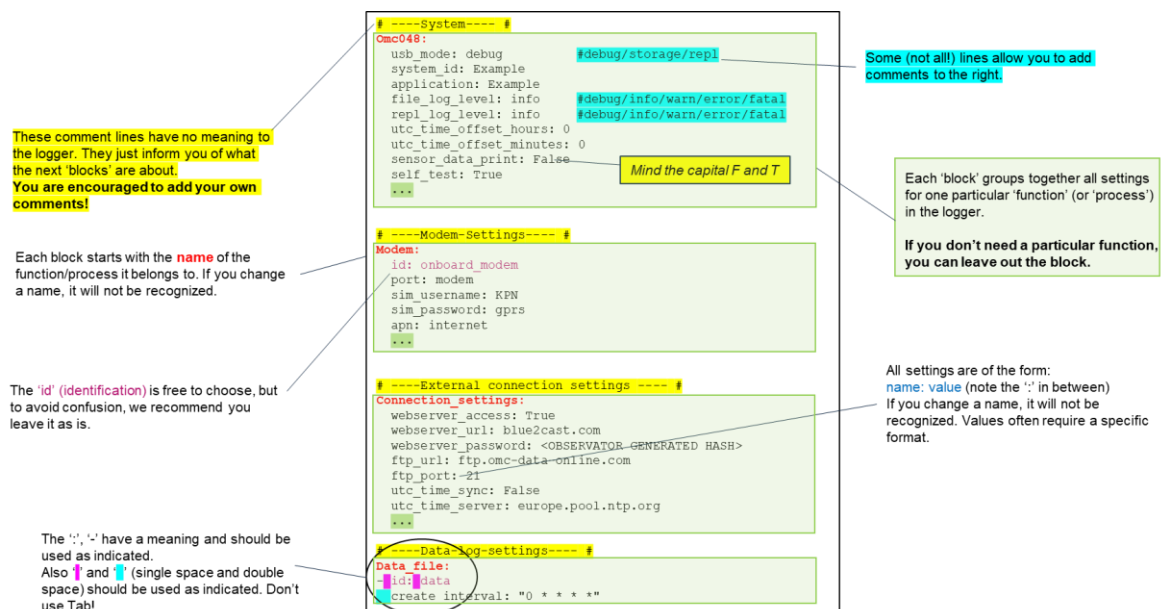 # ----System---- #
Omc048:
usb_mode: debug #debug/storage/repl
system_id: Example
application: Example
file_log_level: info #debug/info/warn/error/fatal
repl_log_level: info #debug/info/warn/error/fatal
utc_time_offset_hours: 0
utc_time_offset_minutes: 0
sensor_data_print: False
self_test: True
...
Mind the capital F and T
Some (not all!) lines allow you to add
comments to the right.
These comment lines have no meaning to
the logger. They just inform you of what
the next ‘blocks’ are about.
You are encouraged to add your own
comments!
Each ‘block’ groups together all settings
for one particular ‘function’ (or ‘process’)
in the logger.
If you don’t need a particular function,
you can leave out the block.
# ----Modem-Settings---- #
Modem:
id: onboard_modem
port: modem
sim_username: KPN
sim_password: gprs
apn: internet
...
Each block starts with the name of the
function/process it belongs to. If you change
a name, it will not be recognized.
The ‘id’ (identification) is free to choose, but
to avoid confusion, we recommend you
leave it as is.
# ----External connection settings ---- #
Connection_settings:
webserver_access: True
webserver_url: blue2cast.com
webserver_password: <OBSERVATOR GENERATED HASH>
ftp_url: ftp.omc-data-online.com
ftp_port: 21
utc_time_sync: False
utc_time_server: europe.pool.ntp.org
...
All settings are of the form:
name: value (note the ‘:’ in between)
If you change a name, it will not be
recognized. Values often require a specific
format.
The ‘:’, ‘-’ have a meaning and should be
used as indicated.
Also ‘ ’ and ‘ ’ (single space and double
space) should be used as indicated. Don’t
use Tab!
# ----Data-log-settings---- #
Data_file:
- id: data
create interval: "0 * * * *"